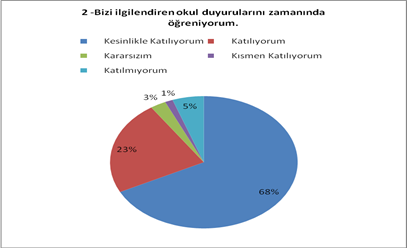 2 -Bizi ilgilendiren okul duyurularını zamanında
öğreniyorum.
Kesinlikle Katılıyorum Katılıyorum
Kararsızım Kısmen Katılıyorum
Katılmıyorum
3% 1% 5%
23%
68%